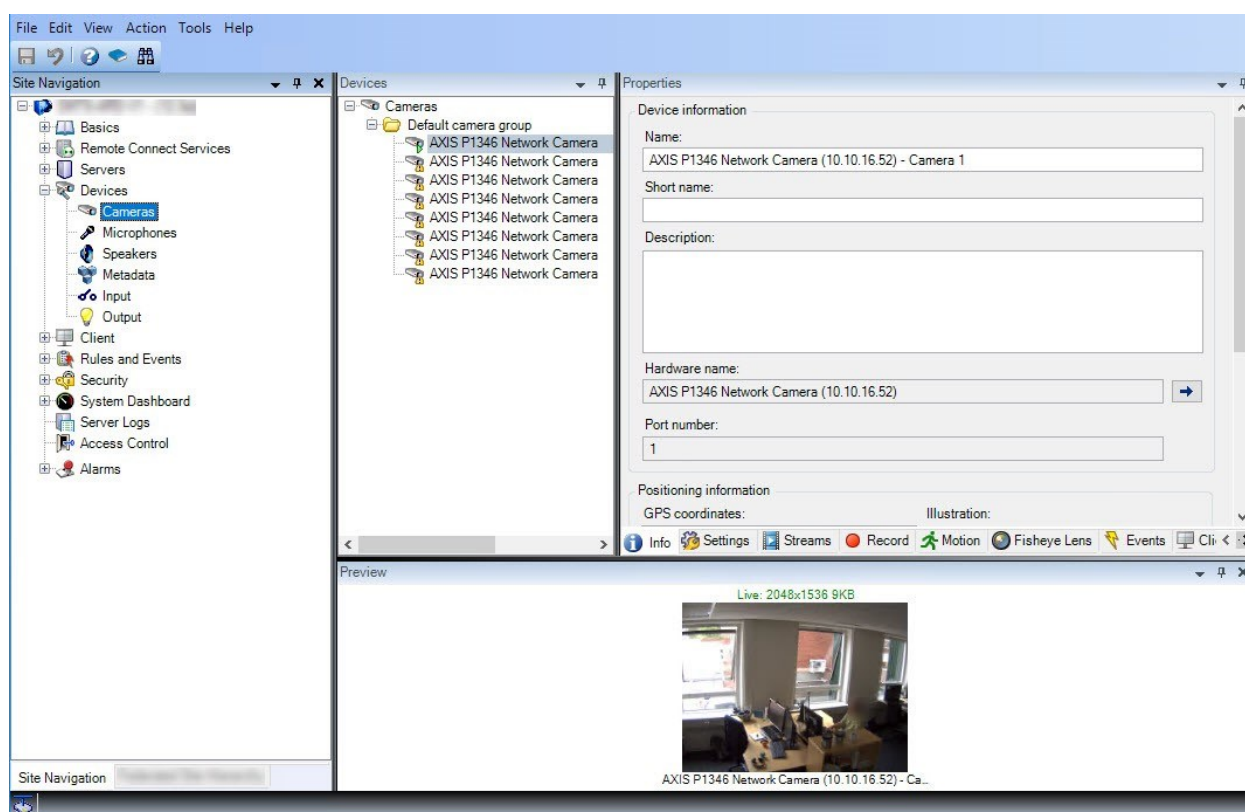 File Edit View Action Tools Help
Site Navigation
Basics
Remote Connect Services
Servers
Devices
Cameras
Microphones
Speakers
Metadata
Input
Output
Client
Rules and Events
Security
System Dashboard
Server Logs
Access Control
Alarms
Site Navigation
Devices
Cameras
Default camera group
AXIS P1346 Network Camera
AXIS P1346 Network Camera
AXIS P1346 Network Camera
AXIS P1346 Network Camera
AXIS P1346 Network Camera
AXIS P1346 Network Camera
AXIS P1346 Network Camera
AXIS P1346 Network Camera
Properties
Device information
Name:
AXIS P1346 Network Camera (10.10.16.52) - Camera 1
Short name:
Description:
Hardware name:
AXIS P1346 Network Camera (10.10.16.52)
Port number:
1
Positioning information
GPS coordinates: Illustration:
Info Settings Streams Record Motion Fisheye Lens Events Cli
Preview
Live: 2048x1536 9KB
AXIS P1346 Network Camera (10.10.16.52) - Ca...